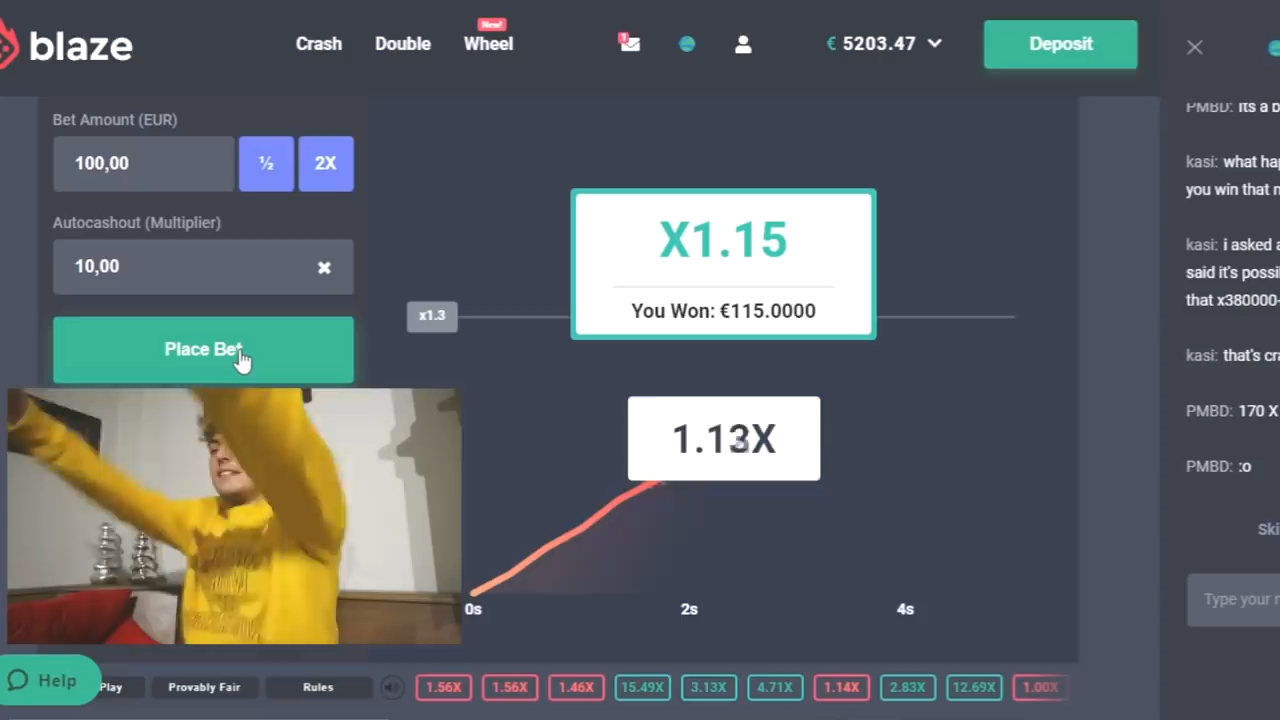 blaze
Crash
Double
New!
Wheel
1
€ 5203.47
Deposit
Bet Amount (EUR)
100,00
½
2X
Autocashout (Multiplier)
10,00
Place Bet
x1.3
X1.15
You Won: €115.0000
1.13X
0s
2s
4s
Help
Play
Provably Fair
Rules
1.56X
1.56X
1.46X
15.49X
3.13X
4.71X
1.14X
2.83X
12.69X
1.00X
PMBD: its a b
kasi: what hap
you win that m
kasi: i asked a
said it's possi
that x380000-
kasi: that's cra
PMBD: 170 X
PMBD: :o
Ski
Type your m